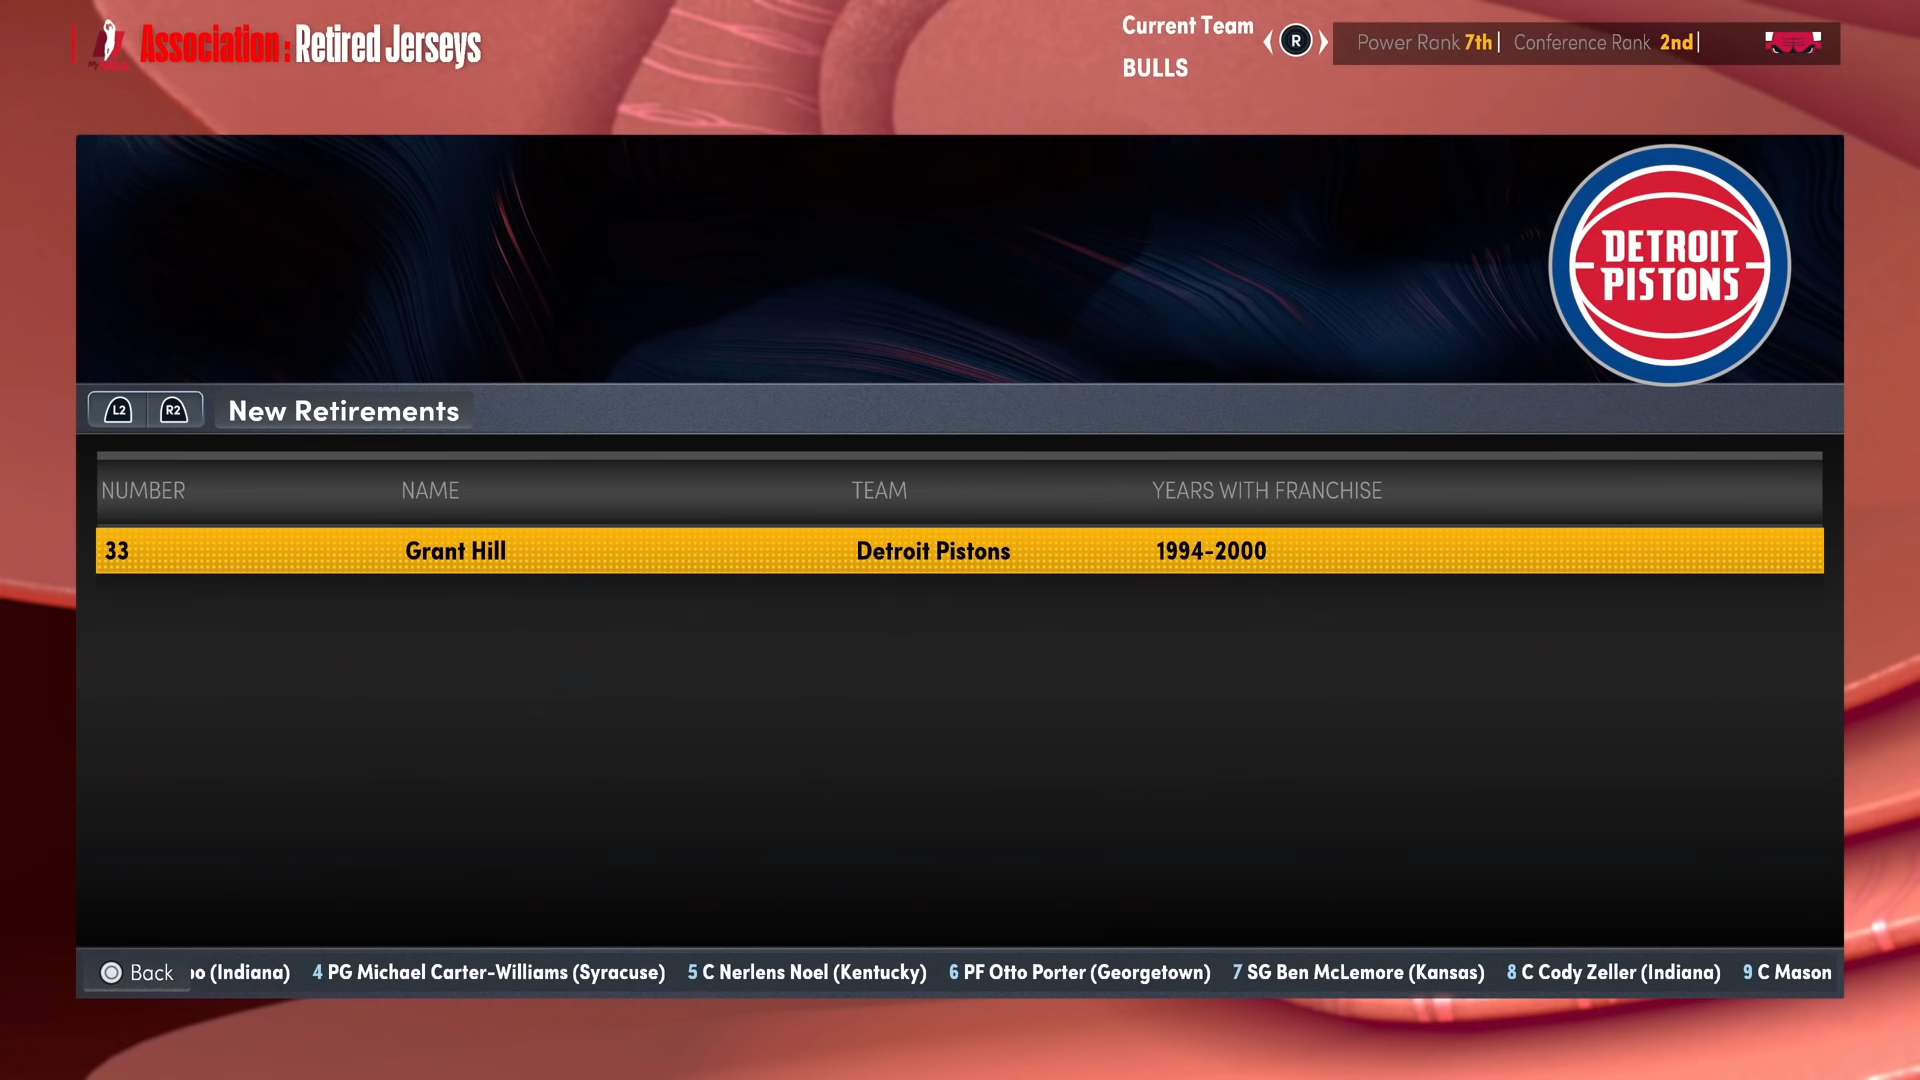 Association : Retired Jerseys
Current Team
BULLS
R
Power Rank 7th | Conference Rank 2nd |
DETROIT
PISTONS
L2 R2 New Retirements
NUMBER NAME TEAM YEARS WITH FRANCHISE
33 Grant Hill Detroit Pistons 1994-2000
Back o (Indiana) 4 PG Michael Carter-Williams (Syracuse) 5 C Nerlens Noel (Kentucky) 6 PF Otto Porter (Georgetown) 7 SG Ben McLemore (Kansas) 8 C Cody Zeller (Indiana) 9 C Mason